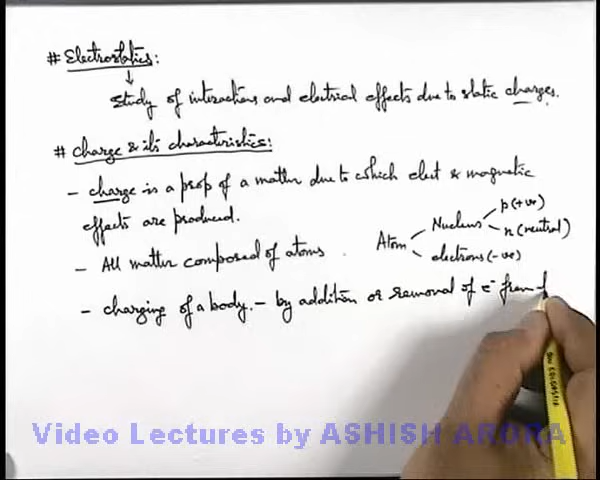 # Electrostatics:
↓
Study of interactions and electrical effects due to static charges.
# Charge & its characteristics:
- charge is a prop of a matter due to which elect & magnetic
effects are produced.
- All matter composed of atoms
Atom
Nucleus
p(+ve)
n(neutral)
electrons(-ve)
- charging of a body. - by addition or removal of e⁻ from
Video Lectures by ASHISH ARORA